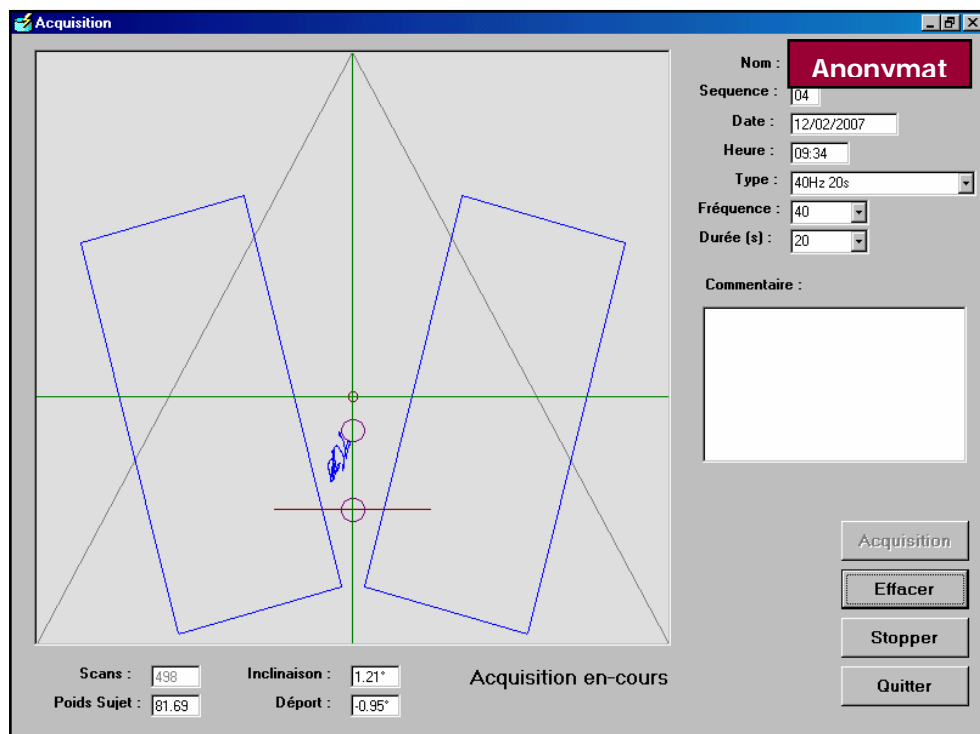 Acquisition
Nom : Anonymat
Sequence : 04
Date : 12/02/2007
Heure : 09:34
Type : 40Hz 20s
Fréquence : 40
Durée (s) : 20
Commentaire :
Acquisition
Effacer
Stopper
Quitter
Scans : 498
Inclinaison : 1.21°
Acquisition en-cours
Poids Sujet : 81.69
Déport : -0.95°